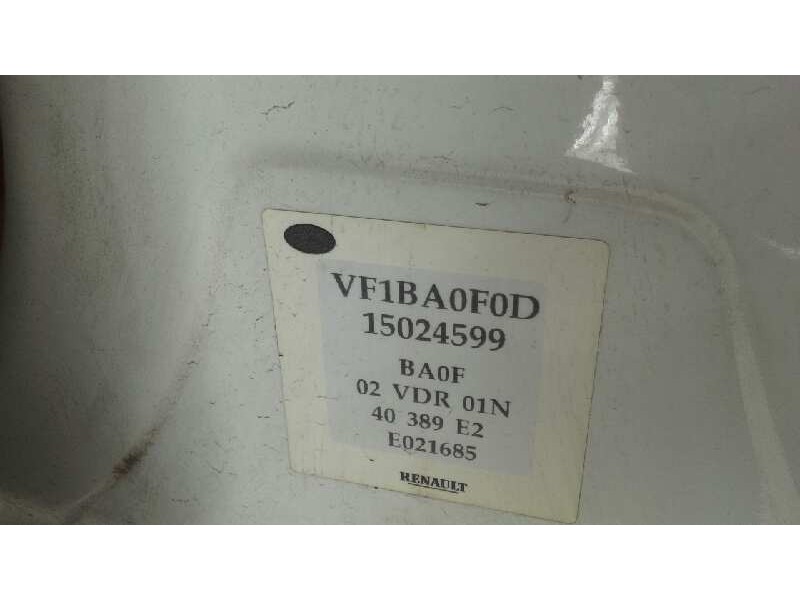 VF1BA0F0D
15024599
BA0F
02 VDR 01N
40 389 E2
E021685
RENAULT